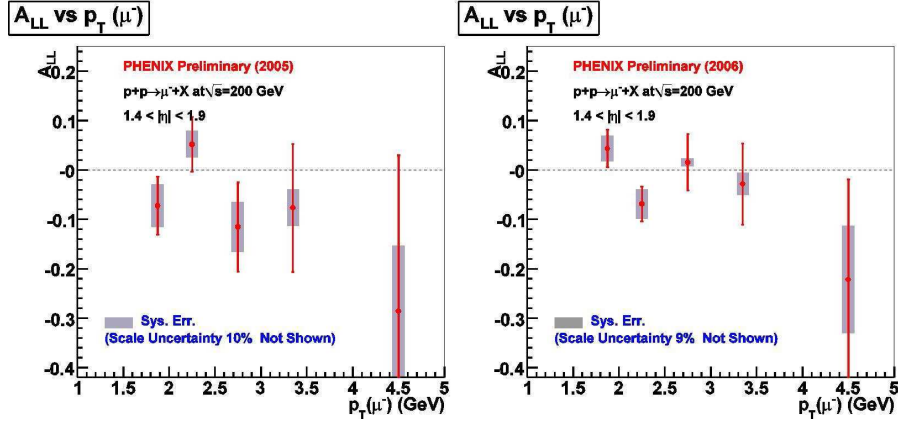 A_LL vs p_T (μ⁻)
A_LL
0.2
0.1
-0
-0.1
-0.2
-0.3
-0.4
PHENIX Preliminary (2005)
p+p→μ⁻+X at√s=200 GeV
1.4 < |η| < 1.9
Sys. Err.
(Scale Uncertainty 10% Not Shown)
1 1.5 2 2.5 3 3.5 4 4.5 5
p_T(μ⁻) (GeV)
A_LL vs p_T (μ⁻)
A_LL
0.2
0.1
-0
-0.1
-0.2
-0.3
-0.4
PHENIX Preliminary (2006)
p+p→μ⁻+X at√s=200 GeV
1.4 < |η| < 1.9
Sys. Err.
(Scale Uncertainty 9% Not Shown)
1 1.5 2 2.5 3 3.5 4 4.5 5
p_T(μ⁻) (GeV)